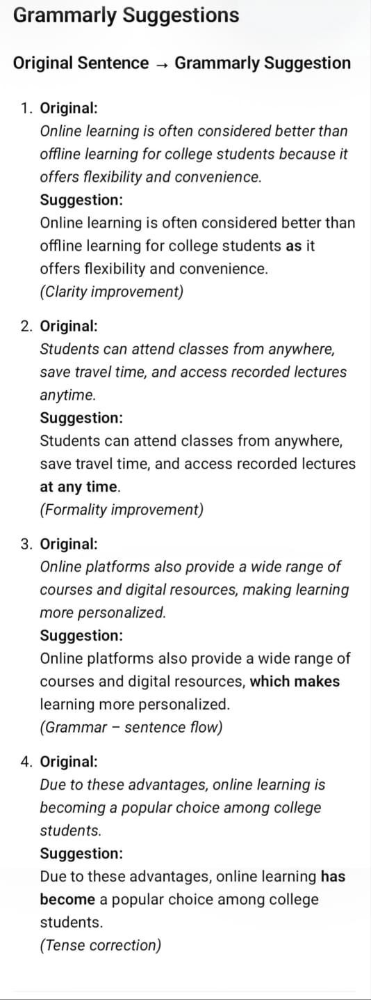 Grammarly Suggestions
Original Sentence → Grammarly Suggestion
1. Original:
Online learning is often considered better than
offline learning for college students because it
offers flexibility and convenience.
Suggestion:
Online learning is often considered better than
offline learning for college students as it
offers flexibility and convenience.
(Clarity improvement)
2. Original:
Students can attend classes from anywhere,
save travel time, and access recorded lectures
anytime.
Suggestion:
Students can attend classes from anywhere,
save travel time, and access recorded lectures
at any time.
(Formality improvement)
3. Original:
Online platforms also provide a wide range of
courses and digital resources, making learning
more personalized.
Suggestion:
Online platforms also provide a wide range of
courses and digital resources, which makes
learning more personalized.
(Grammar – sentence flow)
4. Original:
Due to these advantages, online learning is
becoming a popular choice among college
students.
Suggestion:
Due to these advantages, online learning has
become a popular choice among college
students.
(Tense correction)